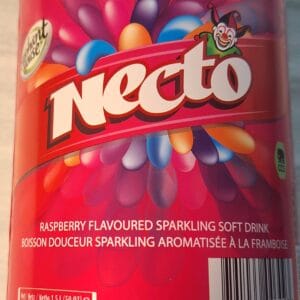 Necto
RASPBERRY FLAVOURED SPARKLING SOFT DRINK
BOISSON DOUCEUR SPARKLING AROMATISÉE À LA FRAMBOISE